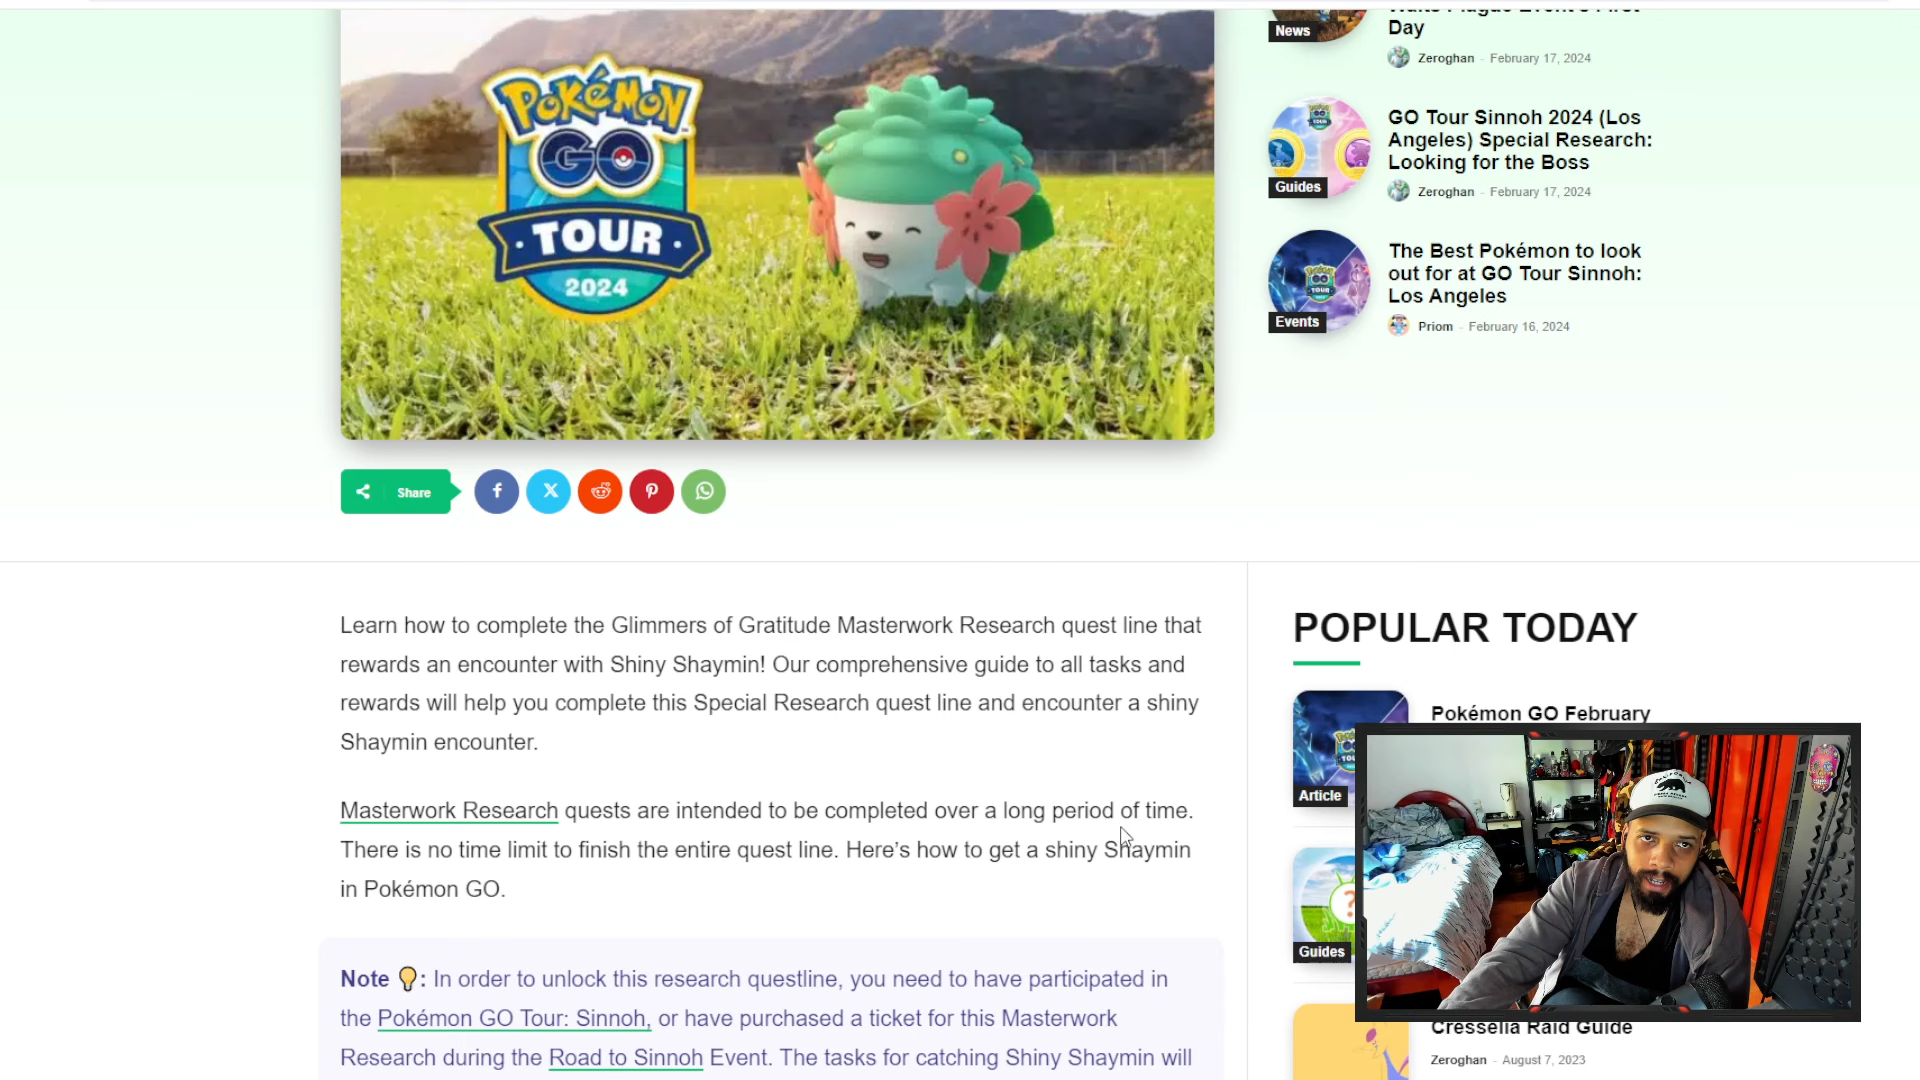 POKÉMON
GO
TOUR
2024
News
Day
Zeroghan - February 17, 2024
GO Tour Sinnoh 2024 (Los
Angeles) Special Research:
Looking for the Boss
Guides
Zeroghan - February 17, 2024
The Best Pokémon to look
out for at GO Tour Sinnoh:
Los Angeles
Events
Priom - February 16, 2024
Share
Learn how to complete the Glimmers of Gratitude Masterwork Research quest line that
rewards an encounter with Shiny Shaymin! Our comprehensive guide to all tasks and
rewards will help you complete this Special Research quest line and encounter a shiny
Shaymin encounter.
Masterwork Research quests are intended to be completed over a long period of time.
There is no time limit to finish the entire quest line. Here’s how to get a shiny Shaymin
in Pokémon GO.
Note 💡: In order to unlock this research questline, you need to have participated in
the Pokémon GO Tour: Sinnoh, or have purchased a ticket for this Masterwork
Research during the Road to Sinnoh Event. The tasks for catching Shiny Shaymin will
POPULAR TODAY
Pokémon GO February
Article
Guides
Cresselia Raid Guide
Zeroghan - August 7, 2023